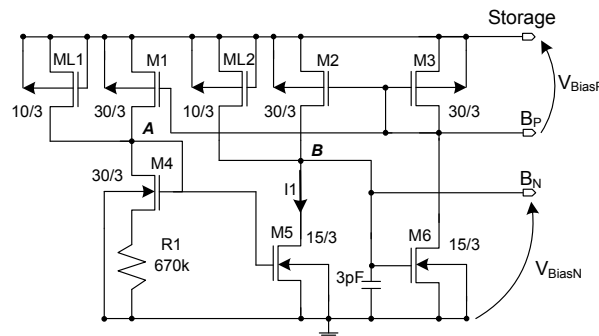 Storage
ML1
M1
ML2
M2
M3
V_BiasP
10/3
30/3
10/3
30/3
30/3
A
B
B_P
M4
30/3
I1
B_N
R1
670k
M5
15/3
M6
15/3
3pF
V_BiasN